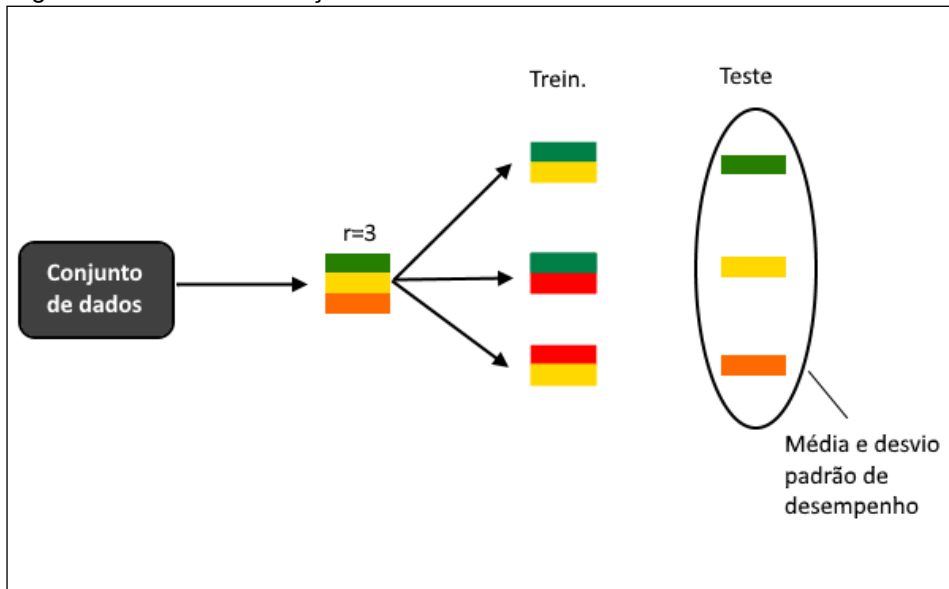 Trein.
Teste
r=3
Conjunto
de dados
Média e desvio
padrão de
desempenho